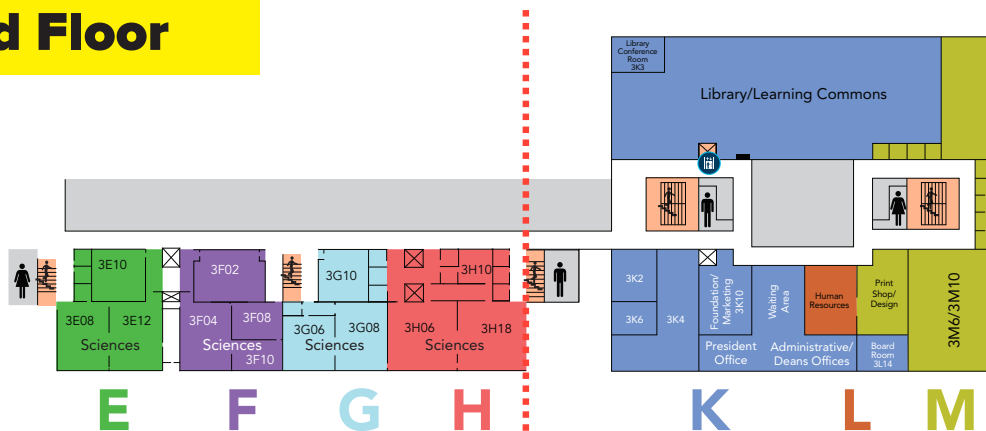 d Floor
Library
Conference
Room
3K3
Library/Learning Commons
3E10
3E08
3E12
Sciences
3F02
3F04
3F08
Sciences
3F10
3G10
3G06
3G08
Sciences
3H10
3H06
3H18
Sciences
3K2
3K6
3K4
Foundation/
Marketing
3K10
Waiting
Area
Human
Resources
Print
Shop/
Design
3M6/3M10
President
Office
Administrative/
Deans Offices
Board
Room
3L14
E
F
G
H
K
L
M